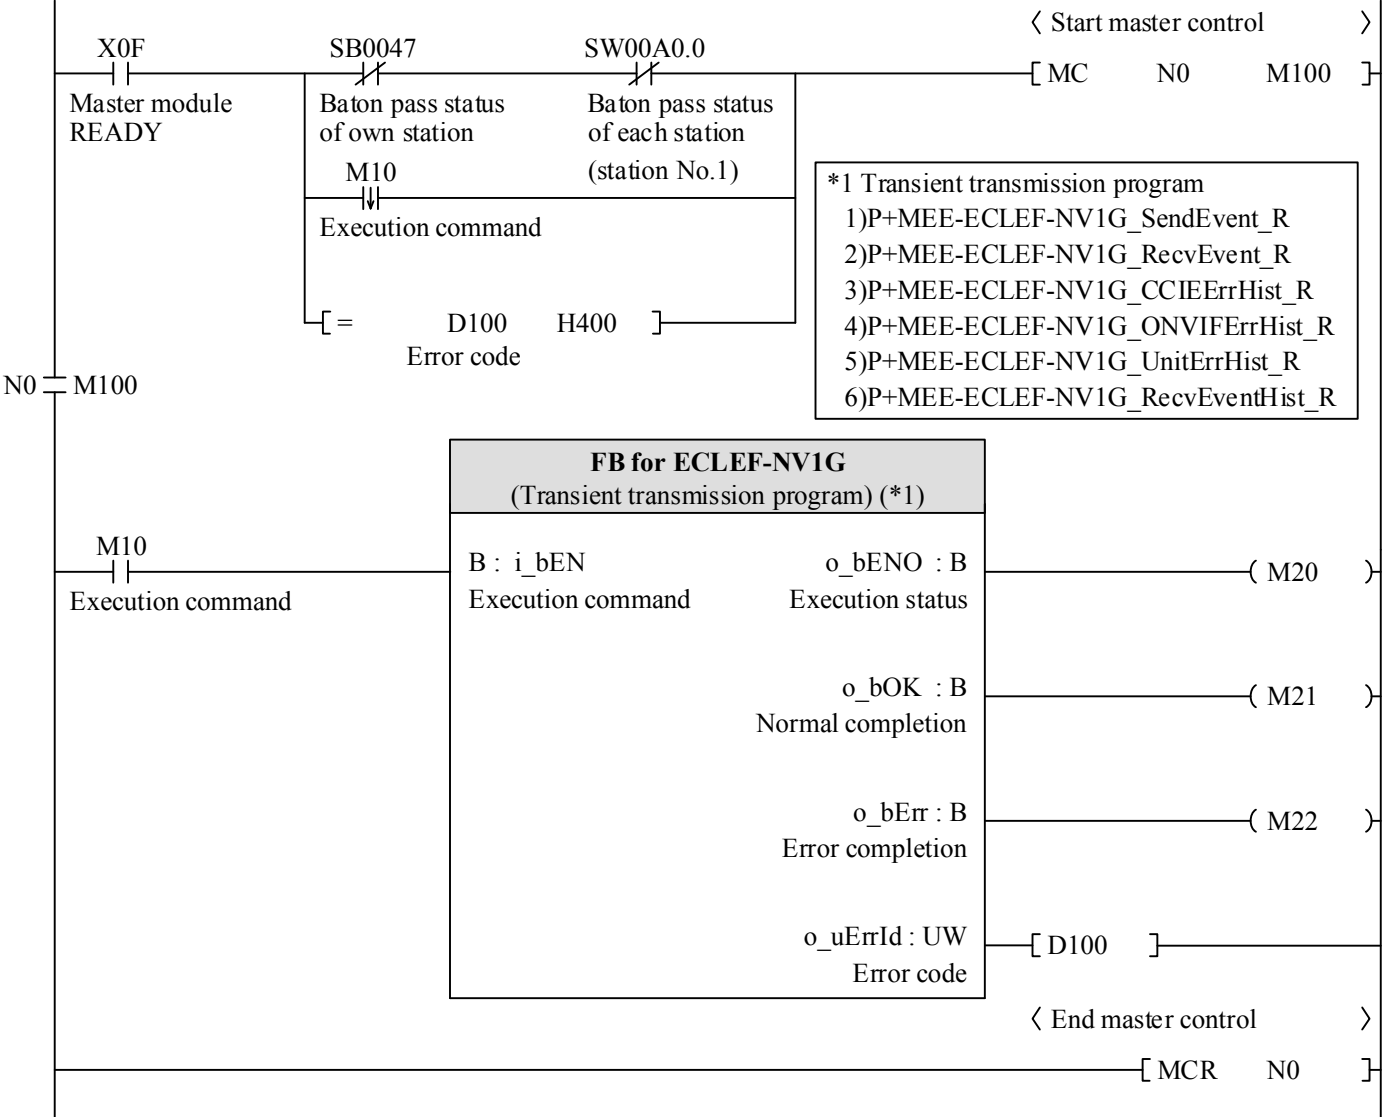 〈 Start master control 〉
X0F SB0047 SW00A0.0
[ MC N0 M100 ]
Master module READY
Baton pass status of own station
Baton pass status of each station (station No.1)
M10
Execution command
[ = D100 H400 ]
Error code
*1 Transient transmission program
1)P+MEE-ECLEF-NV1G_SendEvent_R
2)P+MEE-ECLEF-NV1G_RecvEvent_R
3)P+MEE-ECLEF-NV1G_CCIEErrHist_R
4)P+MEE-ECLEF-NV1G_ONVIFErrHist_R
5)P+MEE-ECLEF-NV1G_UnitErrHist_R
6)P+MEE-ECLEF-NV1G_RecvEventHist_R
N0 M100
FB for ECLEF-NV1G
(Transient transmission program) (*1)
M10
Execution command
B : i_bEN
Execution command
o_bENO : B
Execution status
( M20 )
o_bOK : B
Normal completion
( M21 )
o_bErr : B
Error completion
( M22 )
o_uErrId : UW
Error code
[ D100 ]
〈 End master control 〉
[ MCR N0 ]